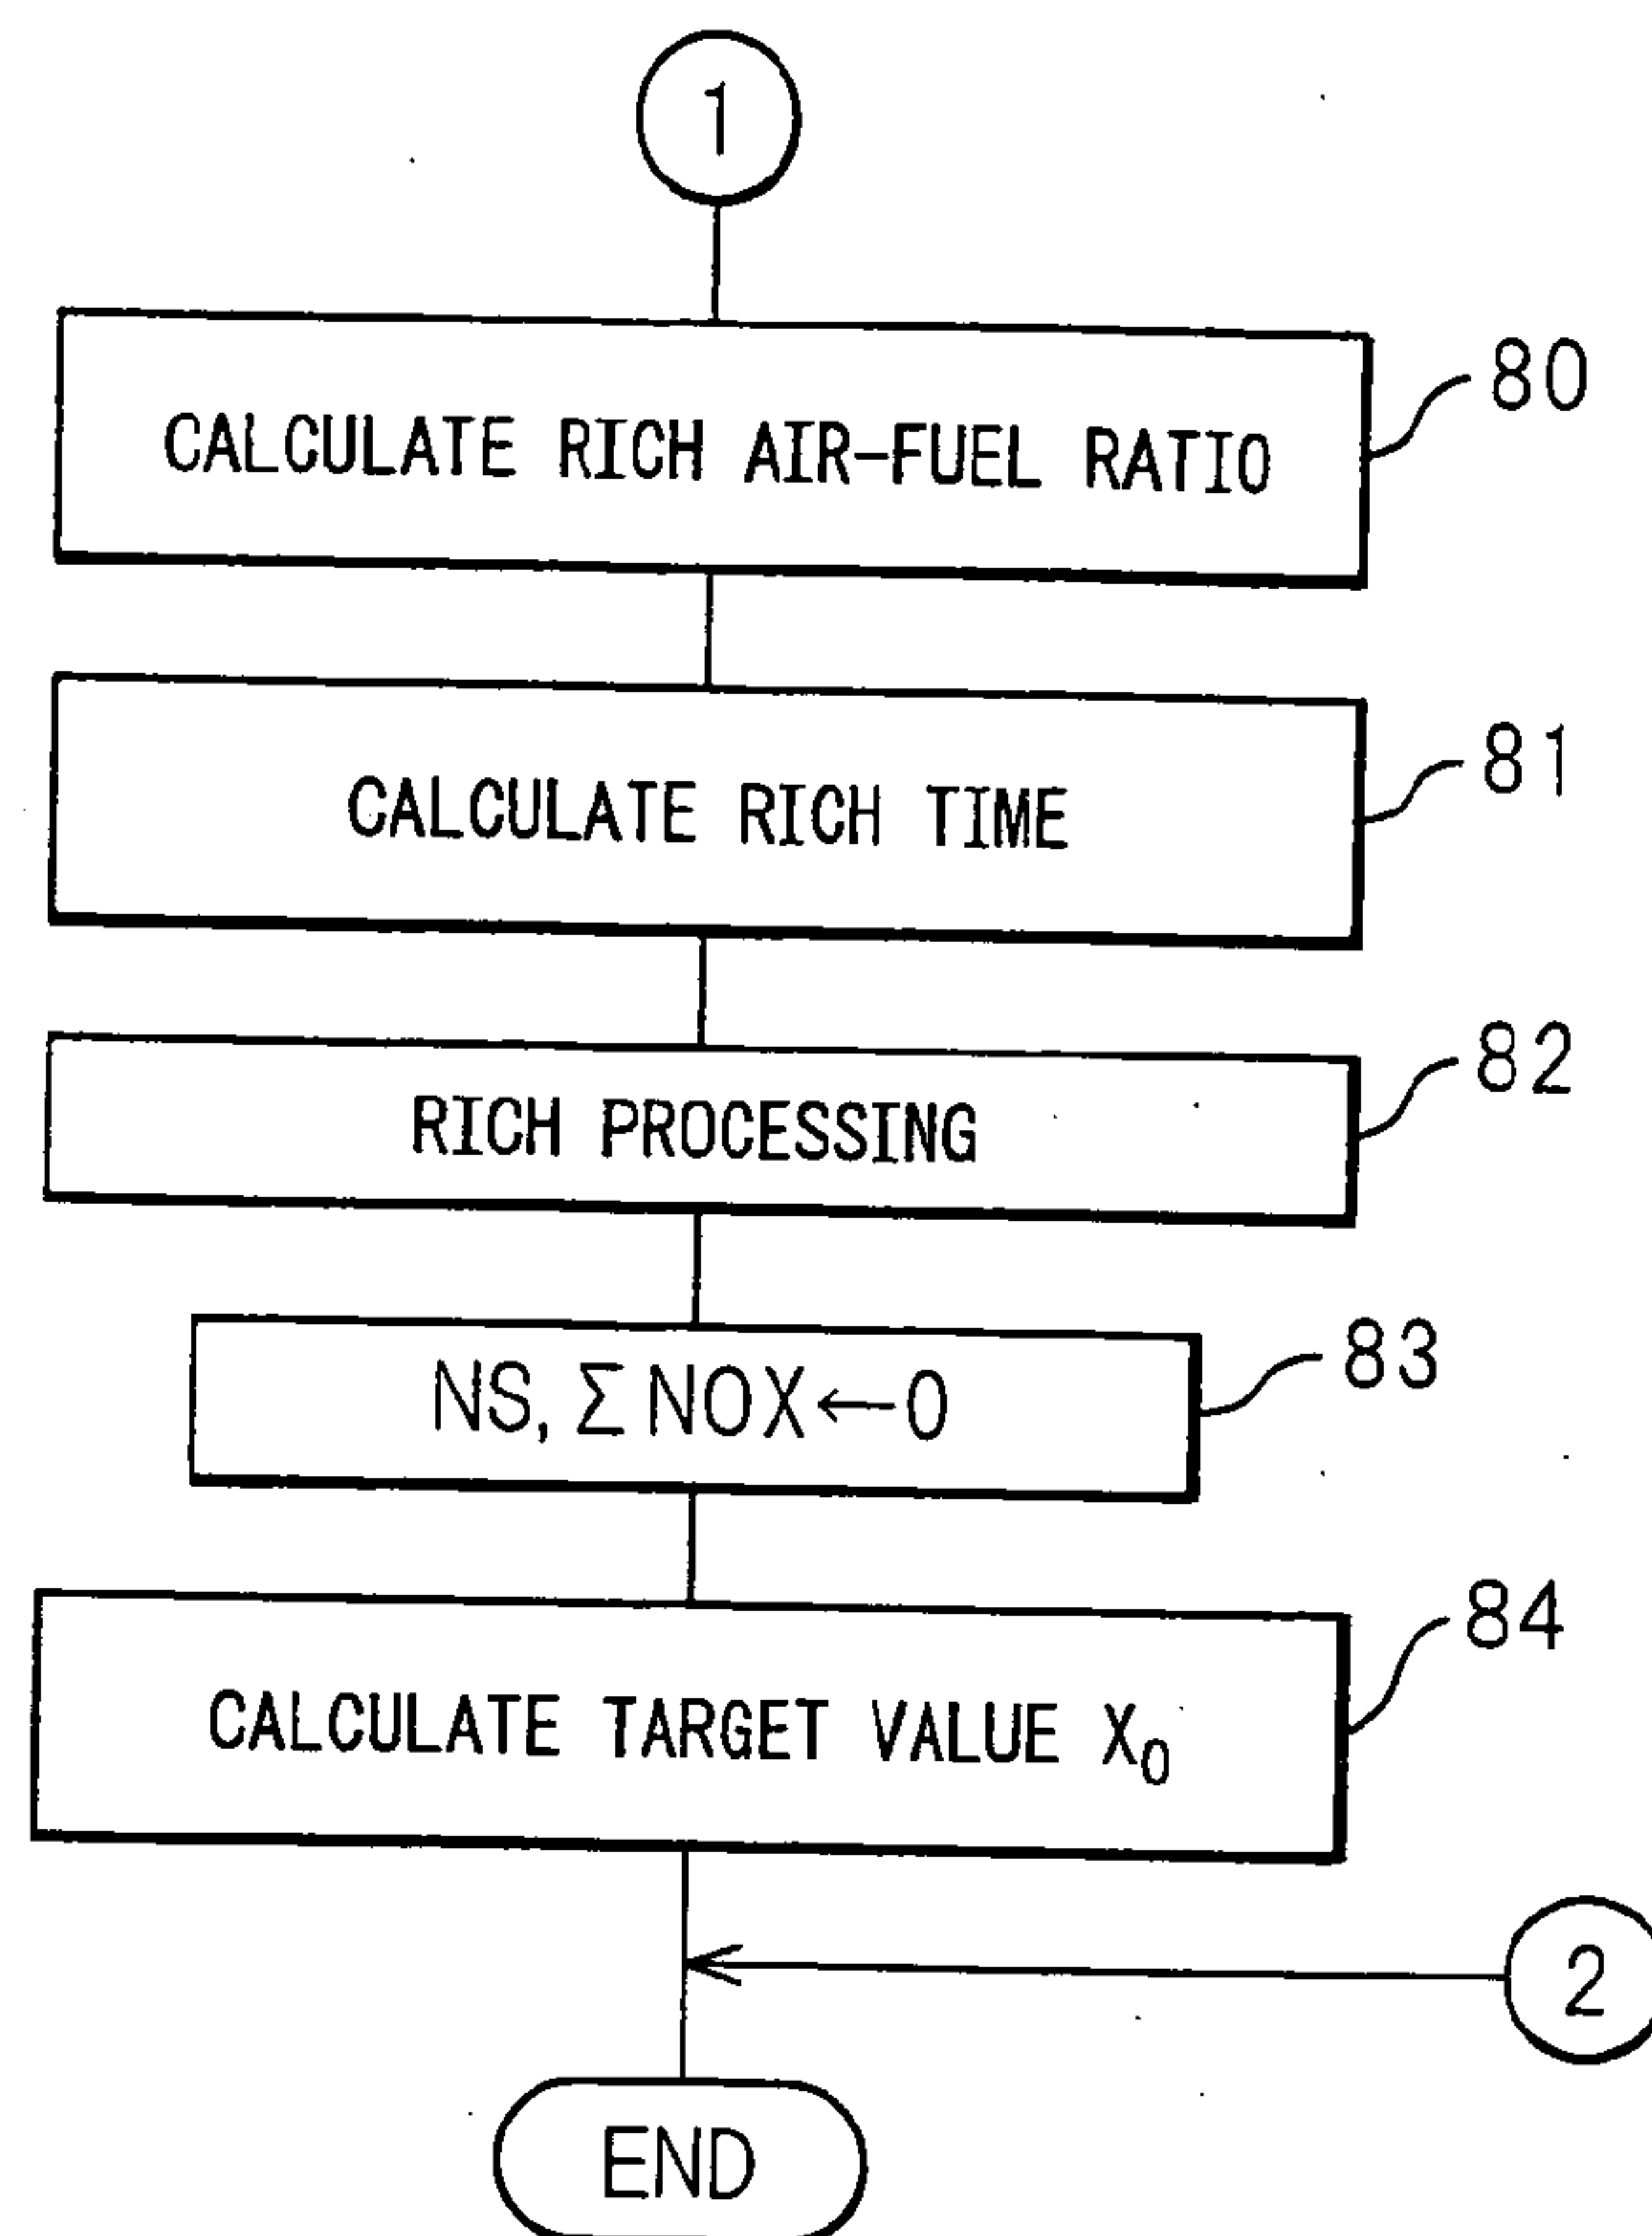 1
CALCULATE RICH AIR-FUEL RATIO
80
CALCULATE RICH TIME
81
RICH PROCESSING
82
NS, Σ NOX←0
83
CALCULATE TARGET VALUE X₀
84
2
END